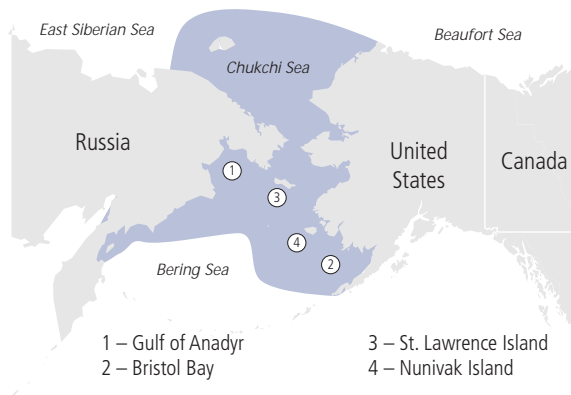 East Siberian Sea
Beaufort Sea
Chukchi Sea
Russia
United
States
Canada
1
3
4
2
Bering Sea
1 – Gulf of Anadyr
2 – Bristol Bay
3 – St. Lawrence Island
4 – Nunivak Island